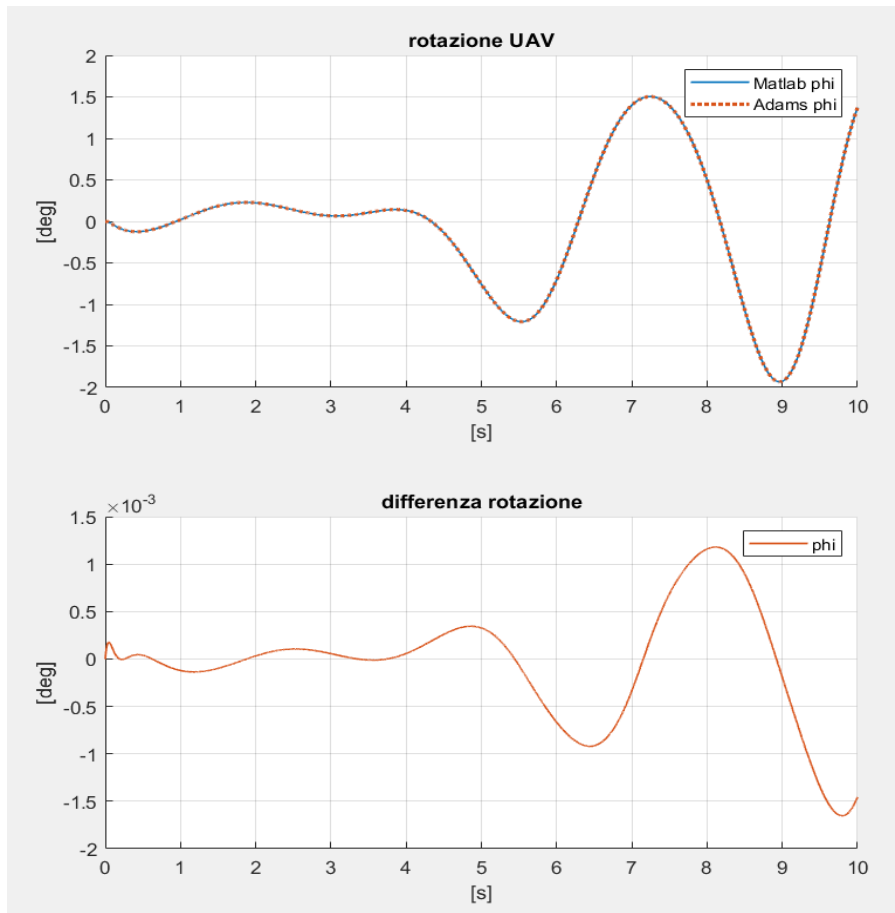 rotazione UAV
Matlab phi
Adams phi
2
1.5
1
0.5
0
-0.5
-1
-1.5
-2
[deg]
0 1 2 3 4 5 6 7 8 9 10
[s]
differenza rotazione
×10-3
phi
1.5
1
0.5
0
-0.5
-1
-1.5
-2
[deg]
0 1 2 3 4 5 6 7 8 9 10
[s]